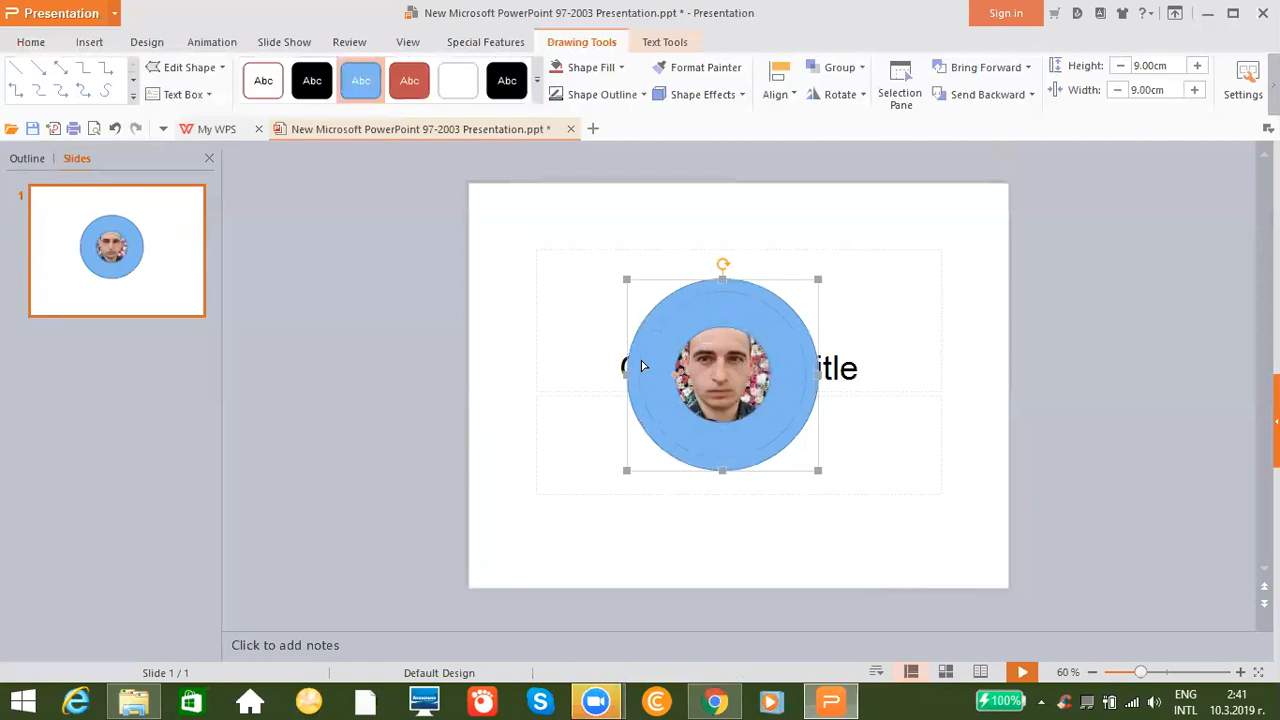 Presentation
New Microsoft PowerPoint 97-2003 Presentation.ppt * - Presentation
Sign in
Home Insert Design Animation Slide Show Review View Special Features Drawing Tools Text Tools
Edit Shape
Text Box
Abc Abc Abc Abc Abc
Shape Fill
Shape Outline
Format Painter
Shape Effects
Align
Group
Rotate
Selection
Pane
Bring Forward
Send Backward
Height: 9.00cm
Width: 9.00cm
Settings
My WPS
New Microsoft PowerPoint 97-2003 Presentation.ppt *
Outline Slides
1
itle
Click to add notes
Slide 1 / 1
Default Design
60 %
100%
ENG
INTL
2:41
10.3.2019 г.